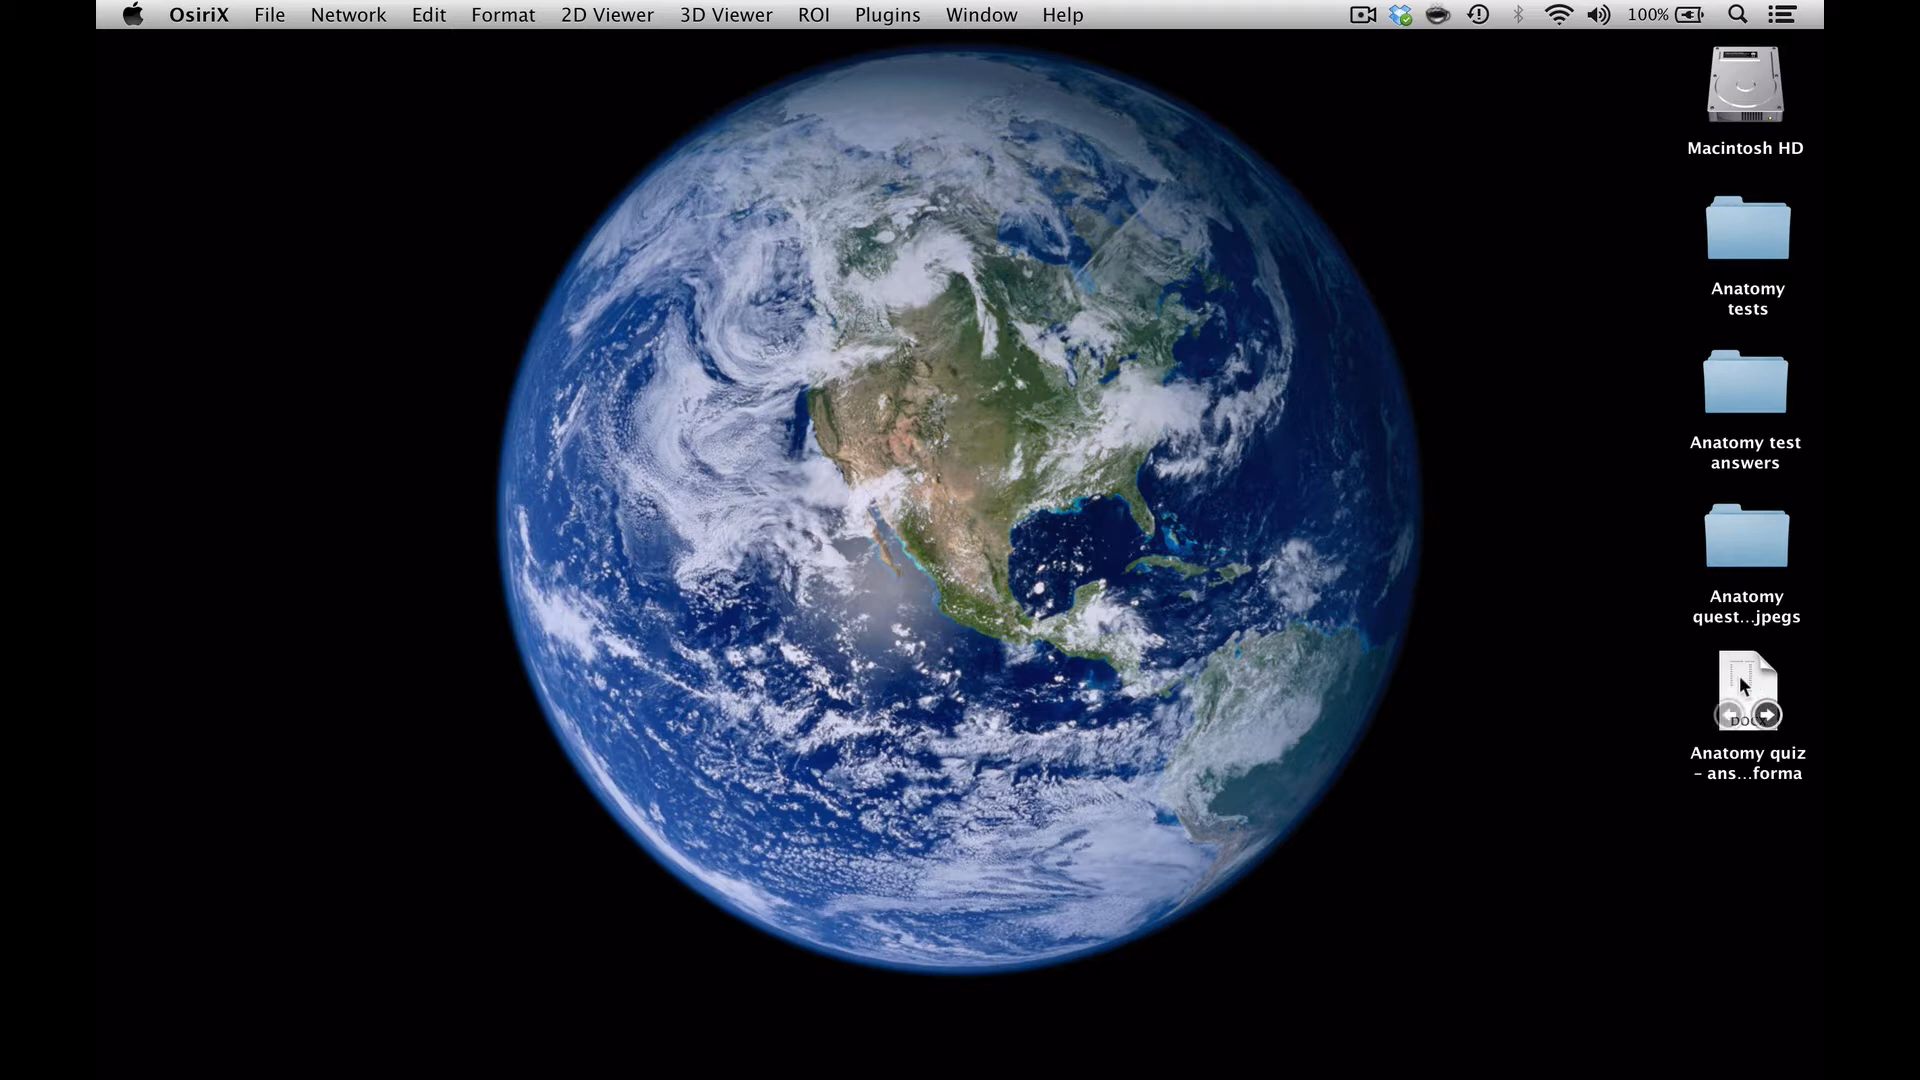 OsiriX File Network Edit Format 2D Viewer 3D Viewer ROI Plugins Window Help 100%
Macintosh HD
Anatomy
tests
Anatomy test
answers
Anatomy
quest...jpegs
DOCX
Anatomy quiz
– ans...forma